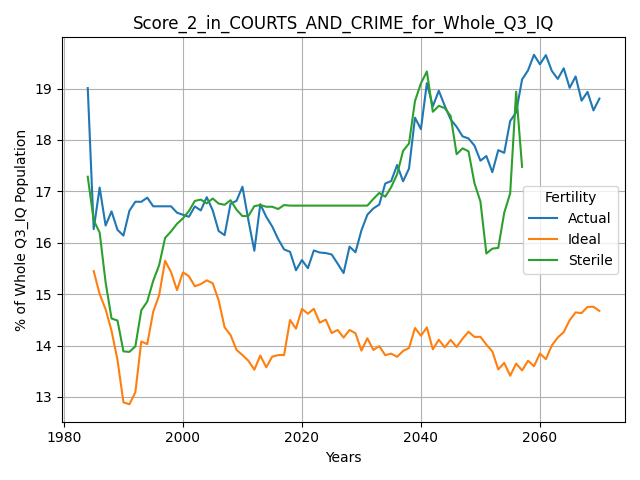 Score_2_in_COURTS_AND_CRIME_for_Whole_Q3_IQ
% of Whole Q3_IQ Population
19
18
17
16
15
14
13
Fertility
Actual
Ideal
Sterile
1980
2000
2020
2040
2060
Years